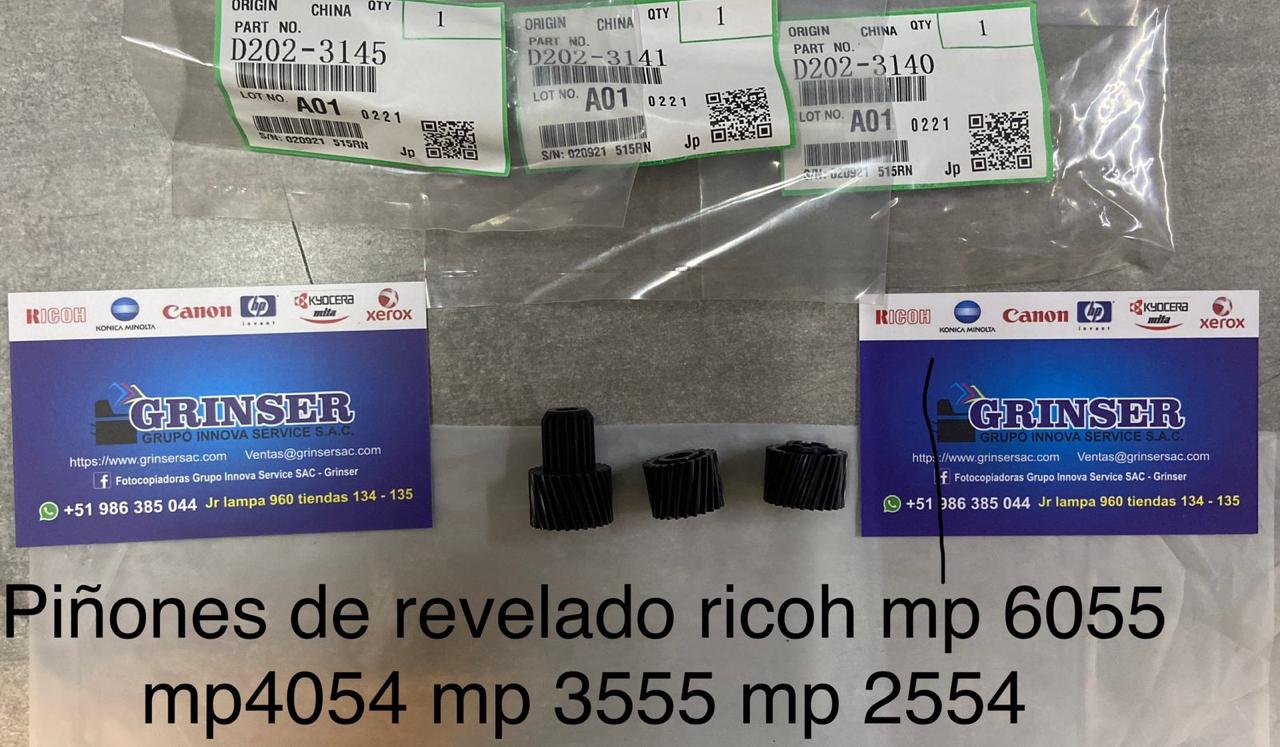 ORIGIN CHINA QTY 1
PART NO.
D202-3145
LOT NO. A01 0221
S/N: 020921 515RN Jp
ORIGIN CHINA QTY 1
PART NO.
D202-3141
LOT NO. A01 0221
S/N: 020921 515RN Jp
ORIGIN CHINA QTY 1
PART NO.
D202-3140
LOT NO. A01 0221
S/N: 020921 515RN Jp
RICOH KONICA MINOLTA Canon hp invent KYOCERA mita xerox
GRINSER
GRUPO INNOVA SERVICE S.A.C.
https://www.grinsersac.com Ventas@grinsersac.com
f Fotocopiadoras Grupo Innova Service SAC - Grinser
+51 986 385 044 Jr lampa 960 tiendas 134 - 135
RICOH KONICA MINOLTA Canon hp invent KYOCERA mita xerox
GRINSER
GRUPO INNOVA SERVICE S.A.C.
https://www.grinsersac.com Ventas@grinsersac.com
f Fotocopiadoras Grupo Innova Service SAC - Grinser
+51 986 385 044 Jr lampa 960 tiendas 134 - 135
Piñones de revelado ricoh mp 6055
mp4054 mp 3555 mp 2554